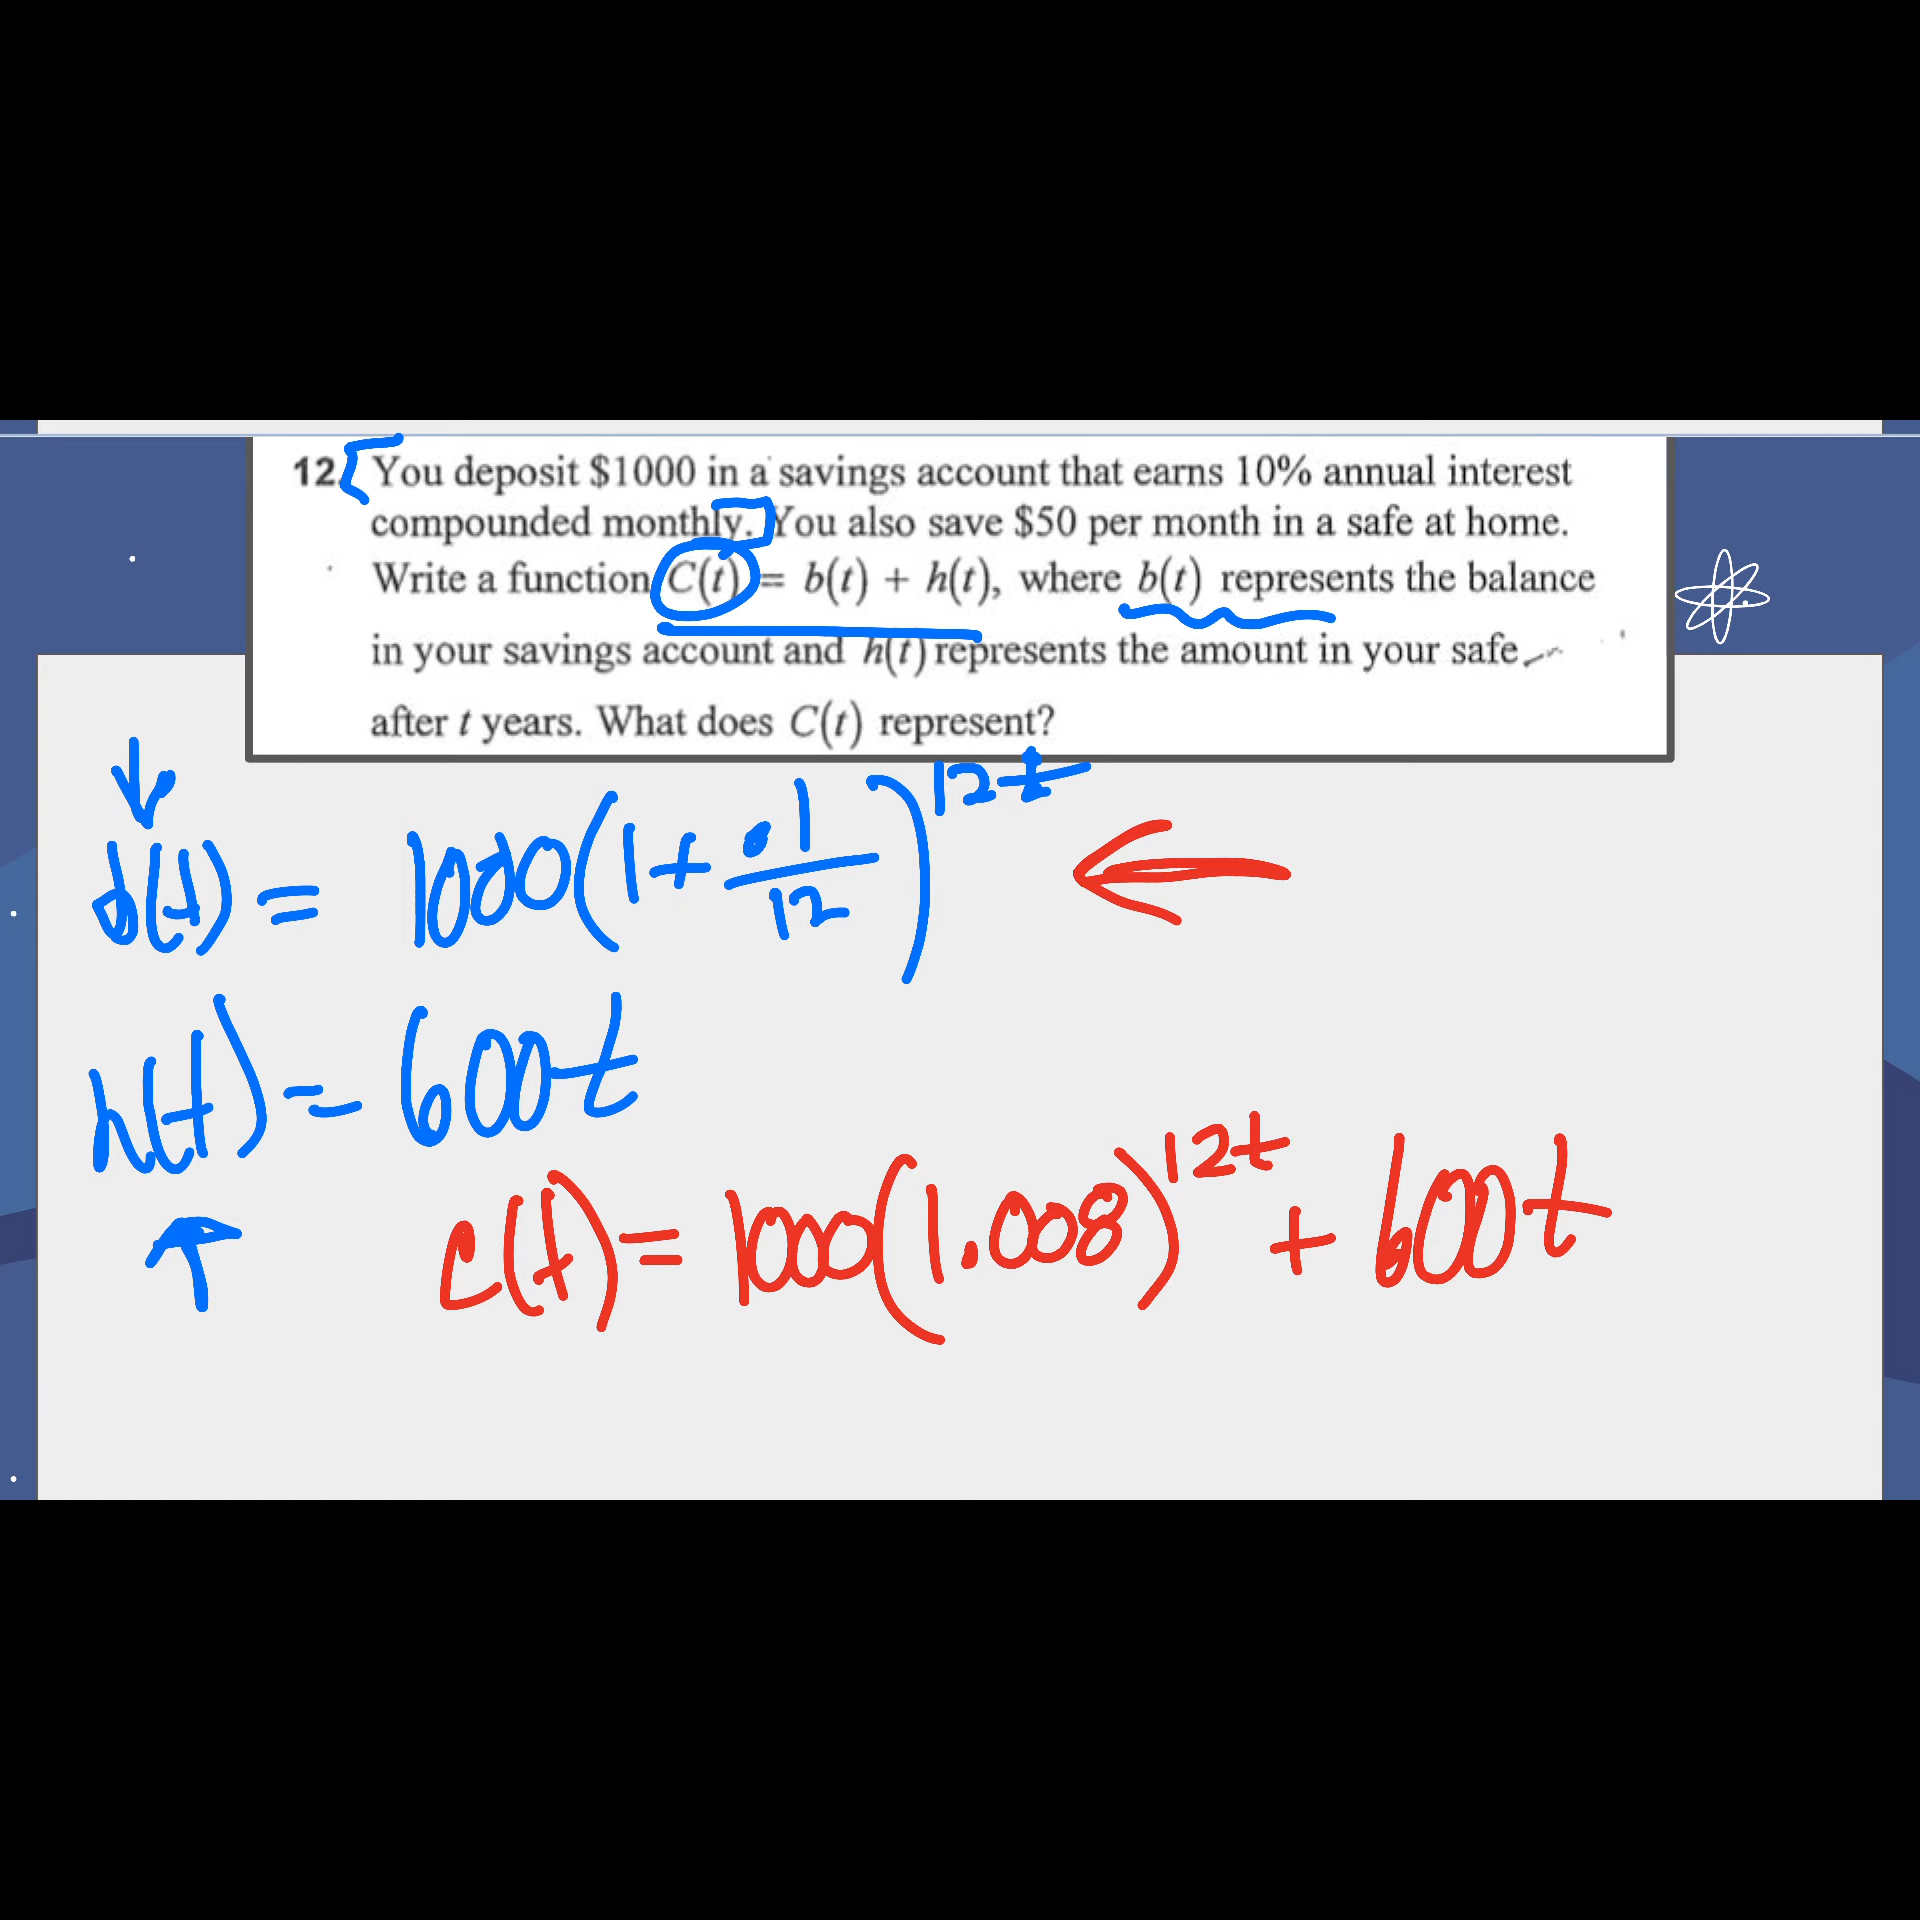 12. You deposit $1000 in a savings account that earns 10% annual interest
compounded monthly. You also save $50 per month in a safe at home.
Write a function C(t) = b(t) + h(t), where b(t) represents the balance
in your savings account and h(t) represents the amount in your safe
after t years. What does C(t) represent?
b(t) = 1000(1 + .1/12)^12t
h(t) = 600t
C(t) = 1000(1.008)^12t + 600t